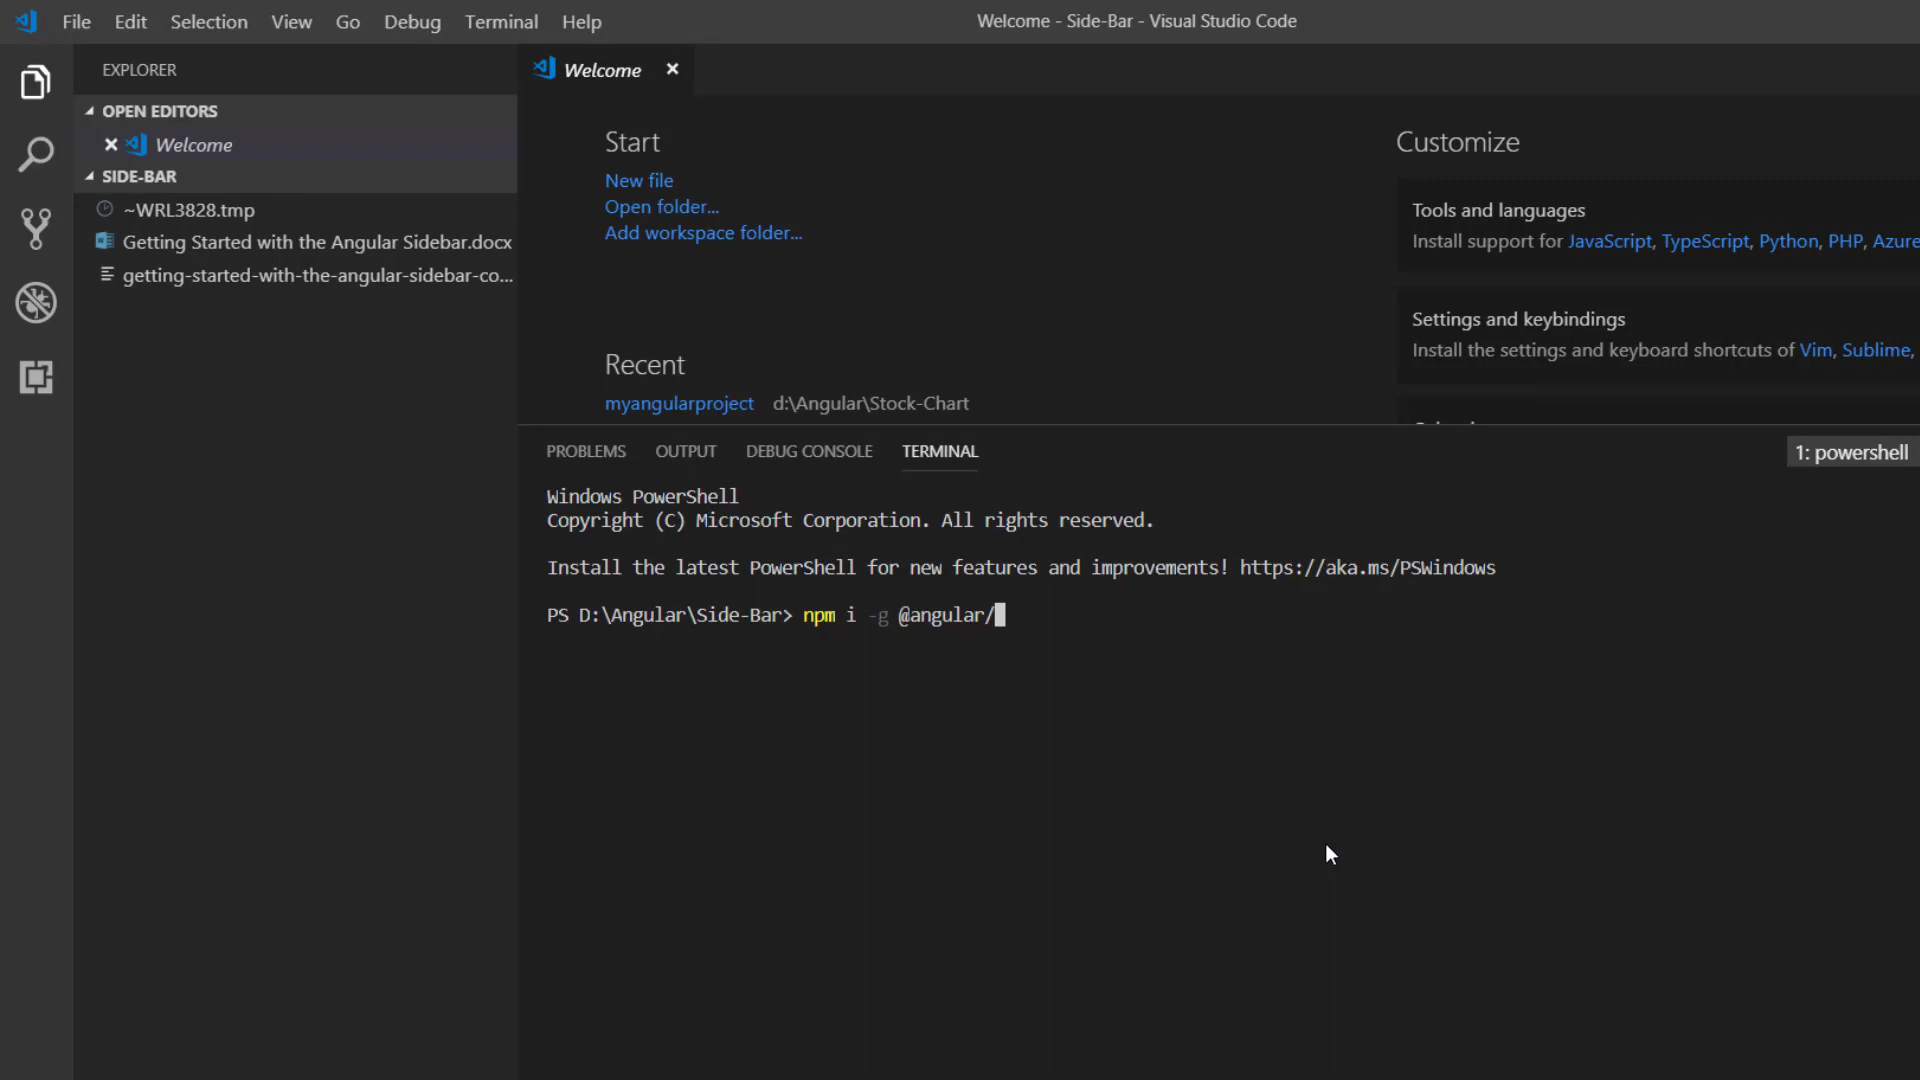 File Edit Selection View Go Debug Terminal Help
Welcome - Side-Bar - Visual Studio Code
EXPLORER
OPEN EDITORS
Welcome
SIDE-BAR
~WRL3828.tmp
Getting Started with the Angular Sidebar.docx
getting-started-with-the-angular-sidebar-co...
Welcome
Start
New file
Open folder...
Add workspace folder...
Recent
myangularproject d:\Angular\Stock-Chart
Customize
Tools and languages
Install support for JavaScript, TypeScript, Python, PHP, Azure
Settings and keybindings
Install the settings and keyboard shortcuts of Vim, Sublime,
PROBLEMS OUTPUT DEBUG CONSOLE TERMINAL
1: powershell
Windows PowerShell
Copyright (C) Microsoft Corporation. All rights reserved.
Install the latest PowerShell for new features and improvements! https://aka.ms/PSWindows
PS D:\Angular\Side-Bar> npm i -g @angular/